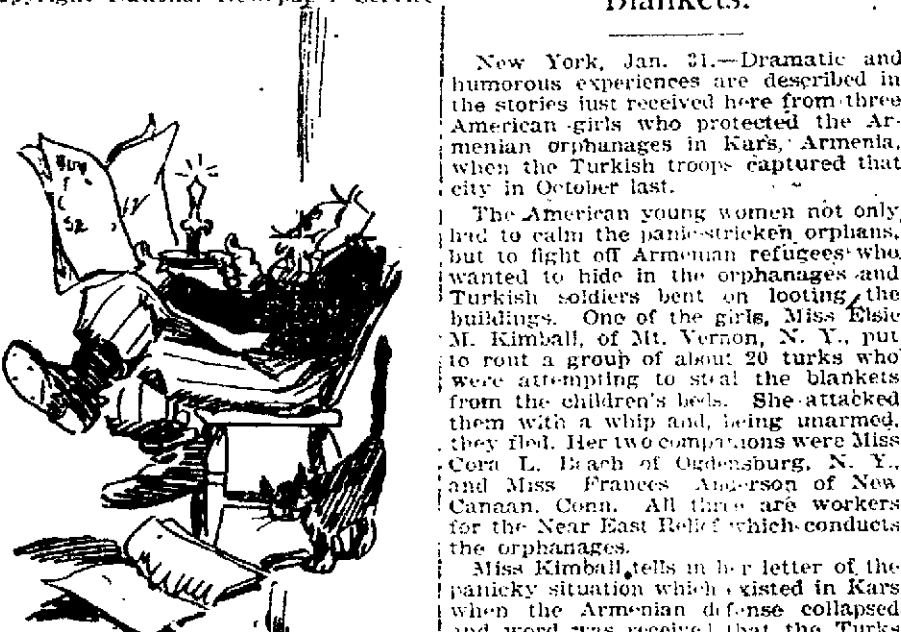 Copyright National Newspaper Service
Blankets.
New York, Jan. 31.—Dramatic and
humorous experiences are described in
the stories just received here from three
American girls who protected the Ar-
menian orphanages in Kars, Armenia,
when the Turkish troops captured that
city in October last.
The American young women not only
had to calm the panic-stricken orphans,
but to fight off Armenian refugees who
wanted to hide in the orphanages and
Turkish soldiers bent on looting the
buildings. One of the girls, Miss Elsie
M. Kimball, of Mt. Vernon, N. Y., put
to rout a group of about 20 turks who
were attempting to steal the blankets
from the children's beds. She attacked
them with a whip and, being unarmed,
they fled. Her two companions were Miss
Cora L. Beach of Ogdensburg, N. Y.,
and Miss Frances Anderson of New
Canaan, Conn. All three are workers
for the Near East Relief which conducts
the orphanages.
Miss Kimball tells in her letter of the
panicky situation which existed in Kars
when the Armenian defense collapsed
and word was received that the Turks